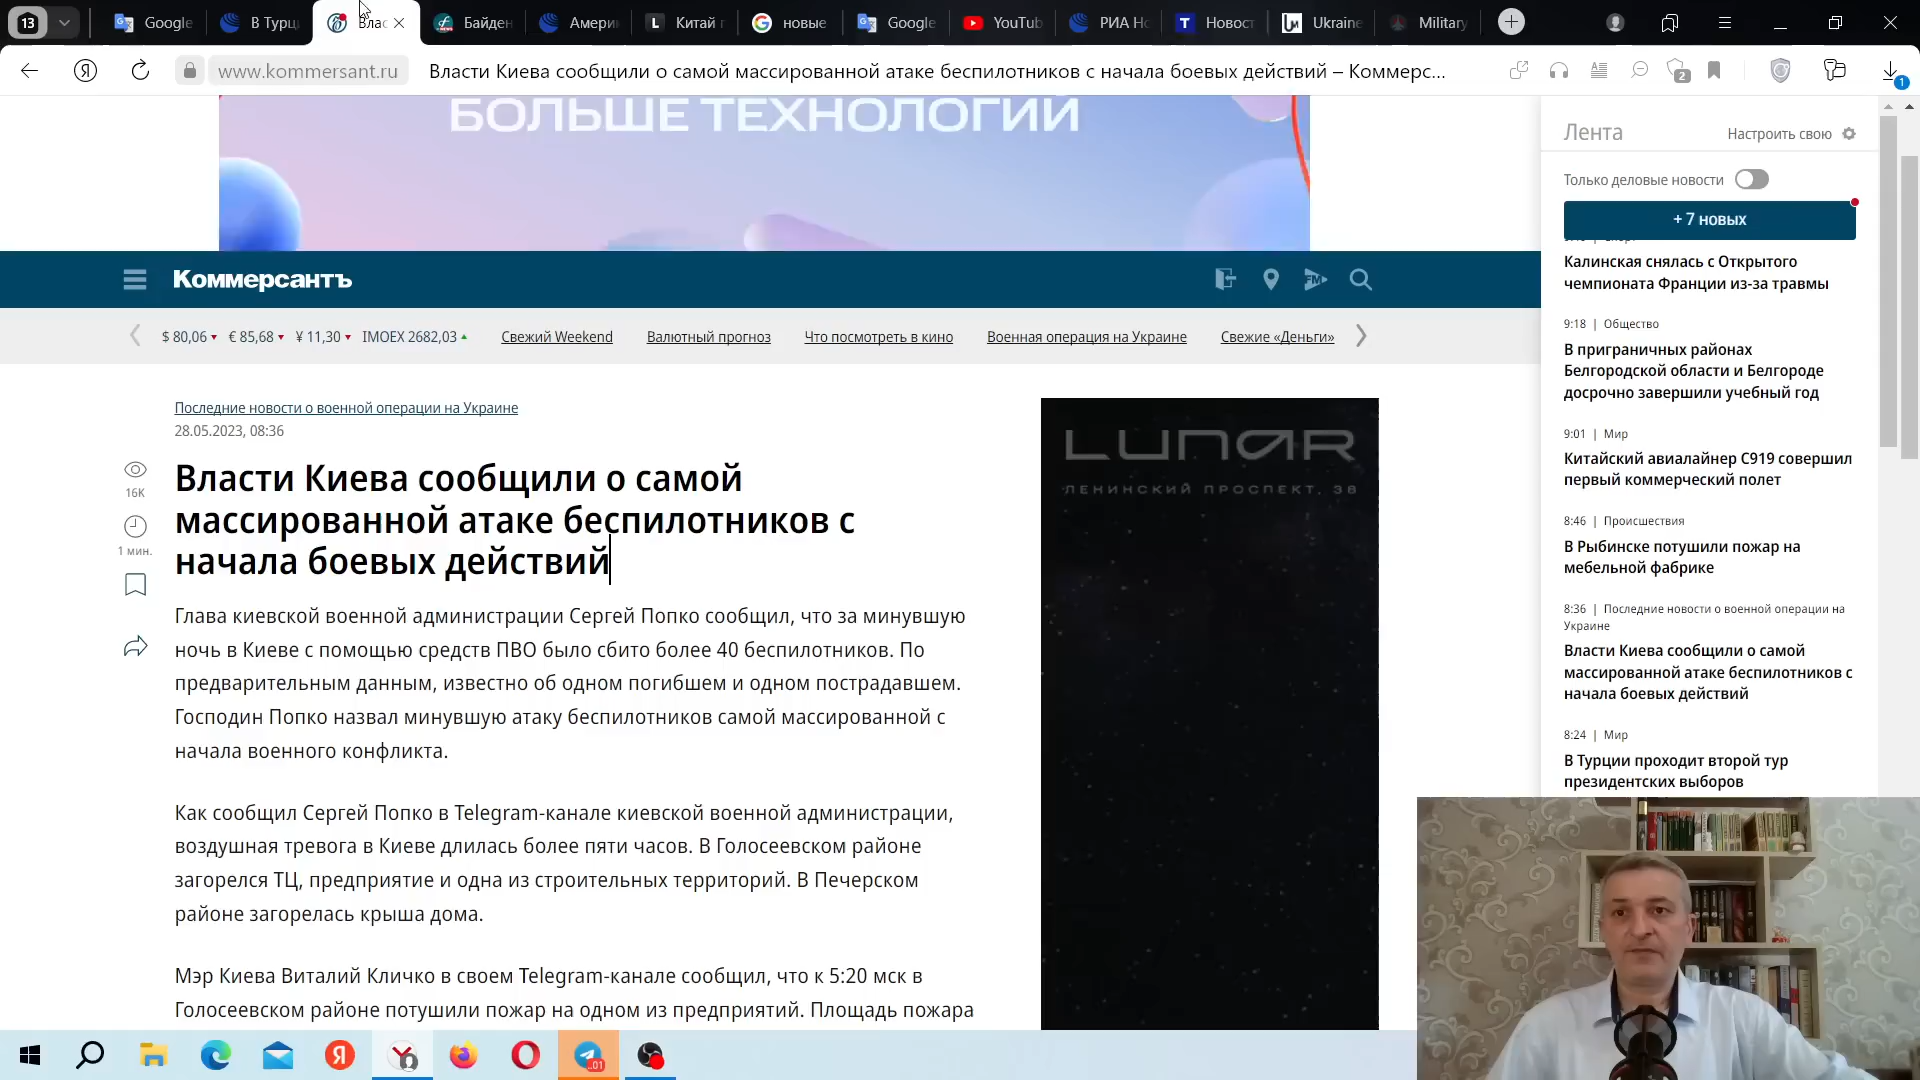 13
Google
В Турц
Влас
Байден
Амери
Китай г
новые
Google
YouTub
РИА Но
Новост
Ukraine
Military
www.kommersant.ru
Власти Киева сообщили о самой массированной атаке беспилотников с начала боевых действий – Коммерс...
2
1
БОЛЬШЕ ТЕХНОЛОГИЙ
Коммерсантъ
FM
$ 80,06
€ 85,68
¥ 11,30
IMOEX 2682,03
Свежий Weekend
Валютный прогноз
Что посмотреть в кино
Военная операция на Украине
Свежие «Деньги»
Последние новости о военной операции на Украине
28.05.2023, 08:36
16K
1 мин.
Власти Киева сообщили о самой
массированной атаке беспилотников с
начала боевых действий
Глава киевской военной администрации Сергей Попко сообщил, что за минувшую
ночь в Киеве с помощью средств ПВО было сбито более 40 беспилотников. По
предварительным данным, известно об одном погибшем и одном пострадавшем.
Господин Попко назвал минувшую атаку беспилотников самой массированной с
начала военного конфликта.
Как сообщил Сергей Попко в Telegram-канале киевской военной администрации,
воздушная тревога в Киеве длилась более пяти часов. В Голосеевском районе
загорелся ТЦ, предприятие и одна из строительных территорий. В Печерском
районе загорелась крыша дома.
Мэр Киева Виталий Кличко в своем Telegram-канале сообщил, что к 5:20 мск в
Голосеевском районе потушили пожар на одном из предприятий. Площадь пожара
LUNAR
ЛЕНИНСКИЙ ПРОСПЕКТ, 38
Лента
Настроить свою
Только деловые новости
+ 7 новых
Калинская снялась с Открытого
чемпионата Франции из-за травмы
9:18 | Общество
В приграничных районах
Белгородской области и Белгороде
досрочно завершили учебный год
9:01 | Мир
Китайский авиалайнер C919 совершил
первый коммерческий полет
8:46 | Происшествия
В Рыбинске потушили пожар на
мебельной фабрике
8:36 | Последние новости о военной операции на
Украине
Власти Киева сообщили о самой
массированной атаке беспилотников с
начала боевых действий
8:24 | Мир
В Турции проходит второй тур
президентских выборов